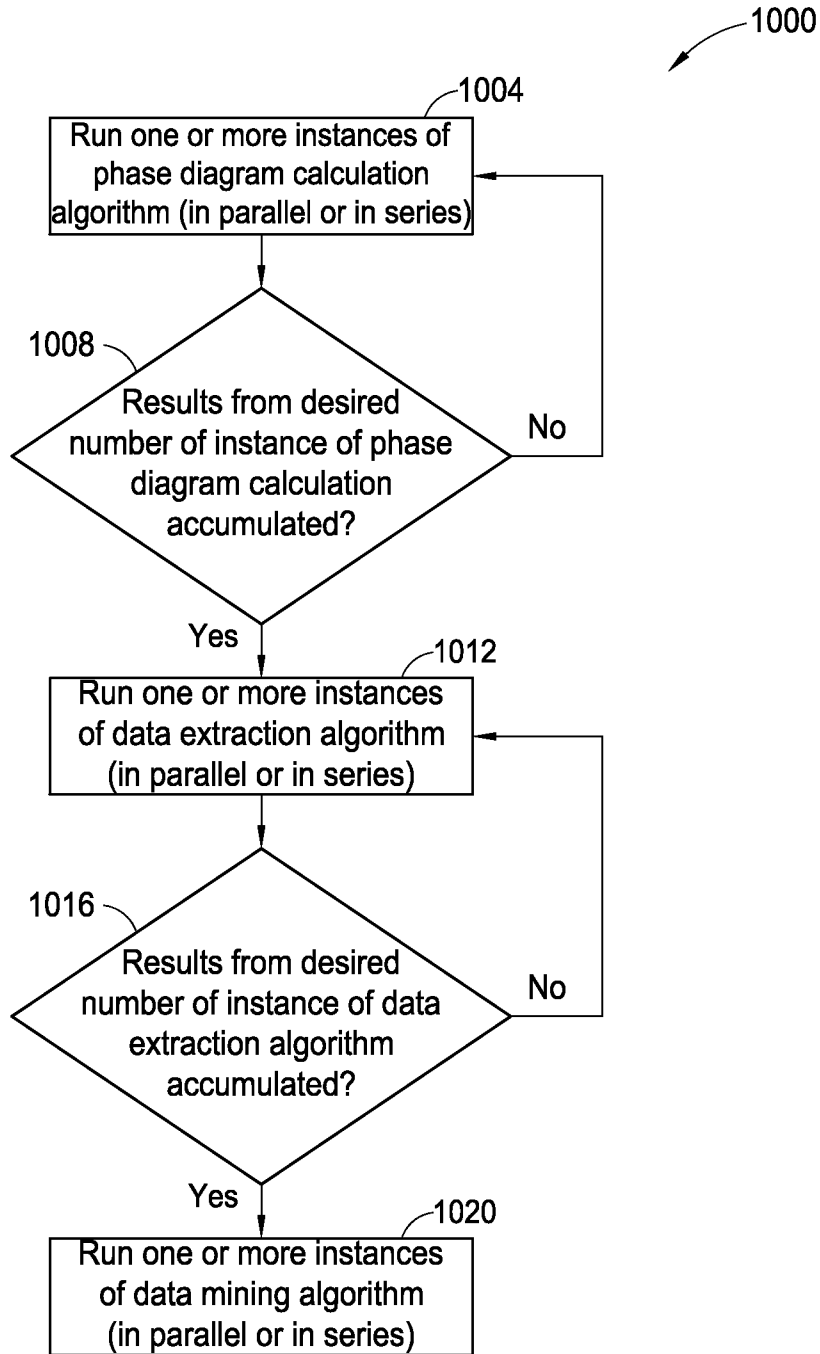 1000
1004
Run one or more instances of
phase diagram calculation
algorithm (in parallel or in series)
1008
Results from desired
number of instance of phase
diagram calculation
accumulated?
No
Yes
1012
Run one or more instances
of data extraction algorithm
(in parallel or in series)
1016
Results from desired
number of instance of data
extraction algorithm
accumulated?
No
Yes
1020
Run one or more instances
of data mining algorithm
(in parallel or in series)